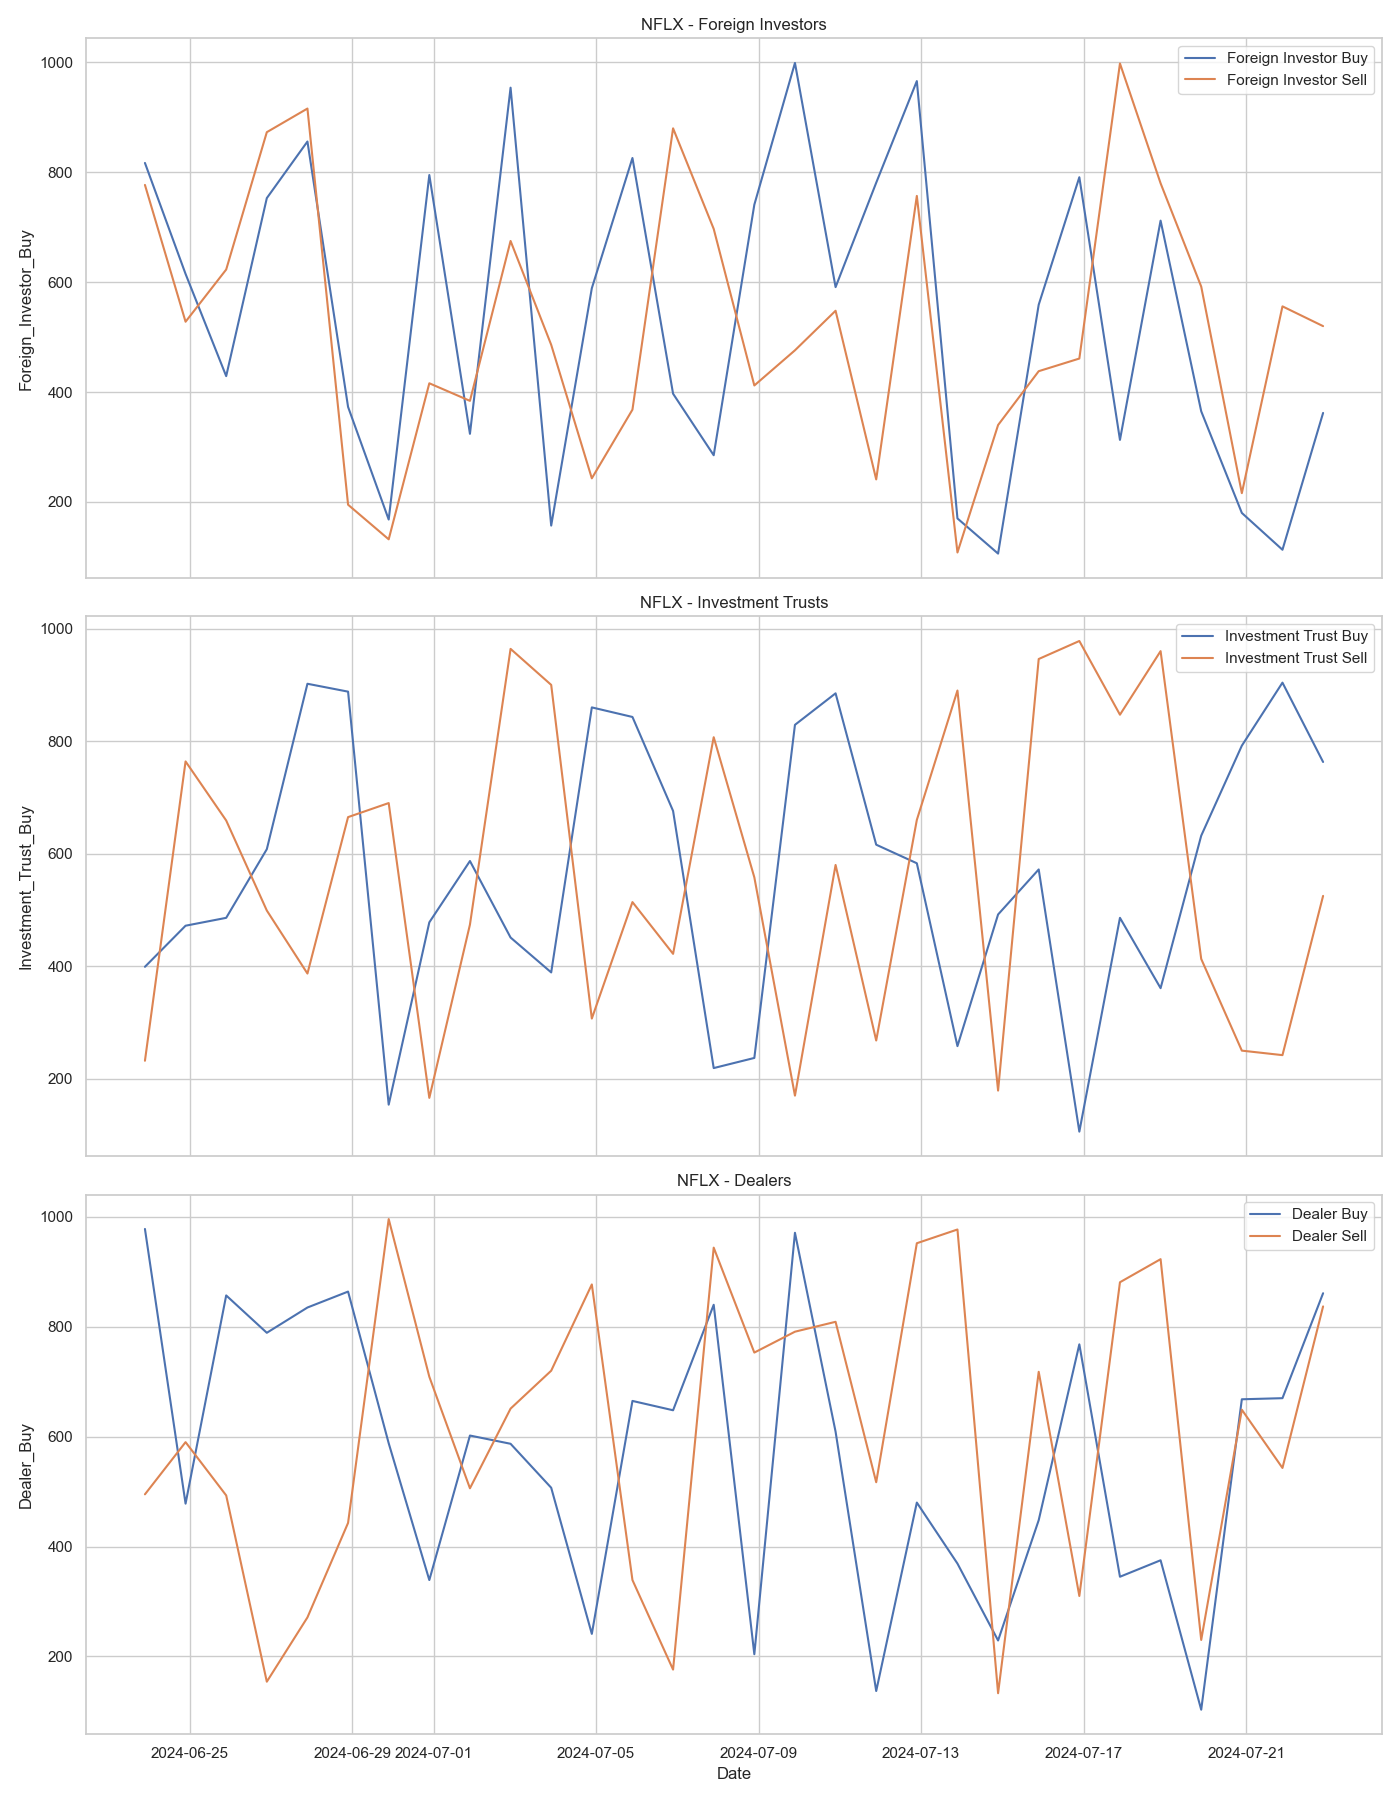 NFLX - Foreign Investors
Foreign_Investor_Buy
1000
800
600
400
200
Foreign Investor Buy
Foreign Investor Sell
NFLX - Investment Trusts
Investment_Trust_Buy
1000
800
600
400
200
Investment Trust Buy
Investment Trust Sell
NFLX - Dealers
Dealer_Buy
1000
800
600
400
200
Dealer Buy
Dealer Sell
2024-06-25 2024-06-29 2024-07-01 2024-07-05 2024-07-09 2024-07-13 2024-07-17 2024-07-21
Date